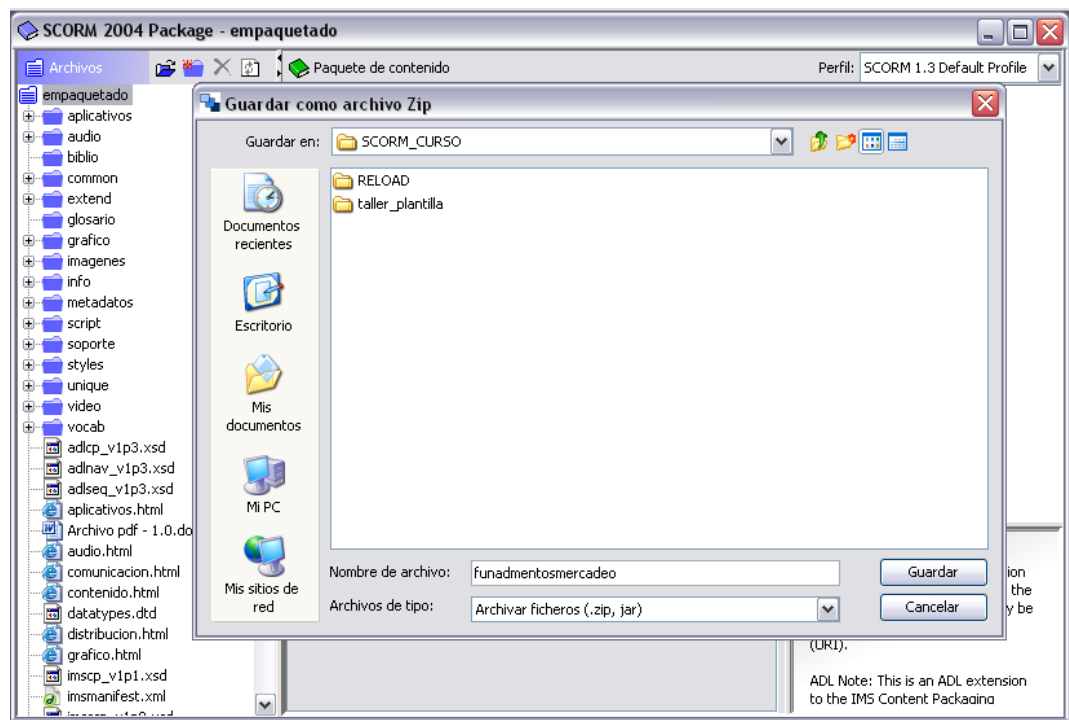 SCORM 2004 Package - empaquetado
Archivos
Paquete de contenido
Perfil: SCORM 1.3 Default Profile
empaquetado
aplicativos
audio
biblio
common
extend
glosario
grafico
imagenes
info
metadatos
script
soporte
styles
unique
video
vocab
adlcp_v1p3.xsd
adlnav_v1p3.xsd
adlseq_v1p3.xsd
aplicativos.html
Archivo pdf - 1.0.do
audio.html
comunicacion.html
contenido.html
datatypes.dtd
distribucion.html
grafico.html
imscp_v1p1.xsd
imsmanifest.xml
Guardar como archivo Zip
Guardar en: SCORM_CURSO
RELOAD
taller_plantilla
Documentos
recientes
Escritorio
Mis
documentos
Mi PC
Mis sitios de
red
Nombre de archivo: funadmentosmercadeo
Guardar
Archivos de tipo: Archivar ficheros (.zip, jar)
Cancelar
ion
the
y be
(URI).
ADL Note: This is an ADL extension
to the IMS Content Packaging